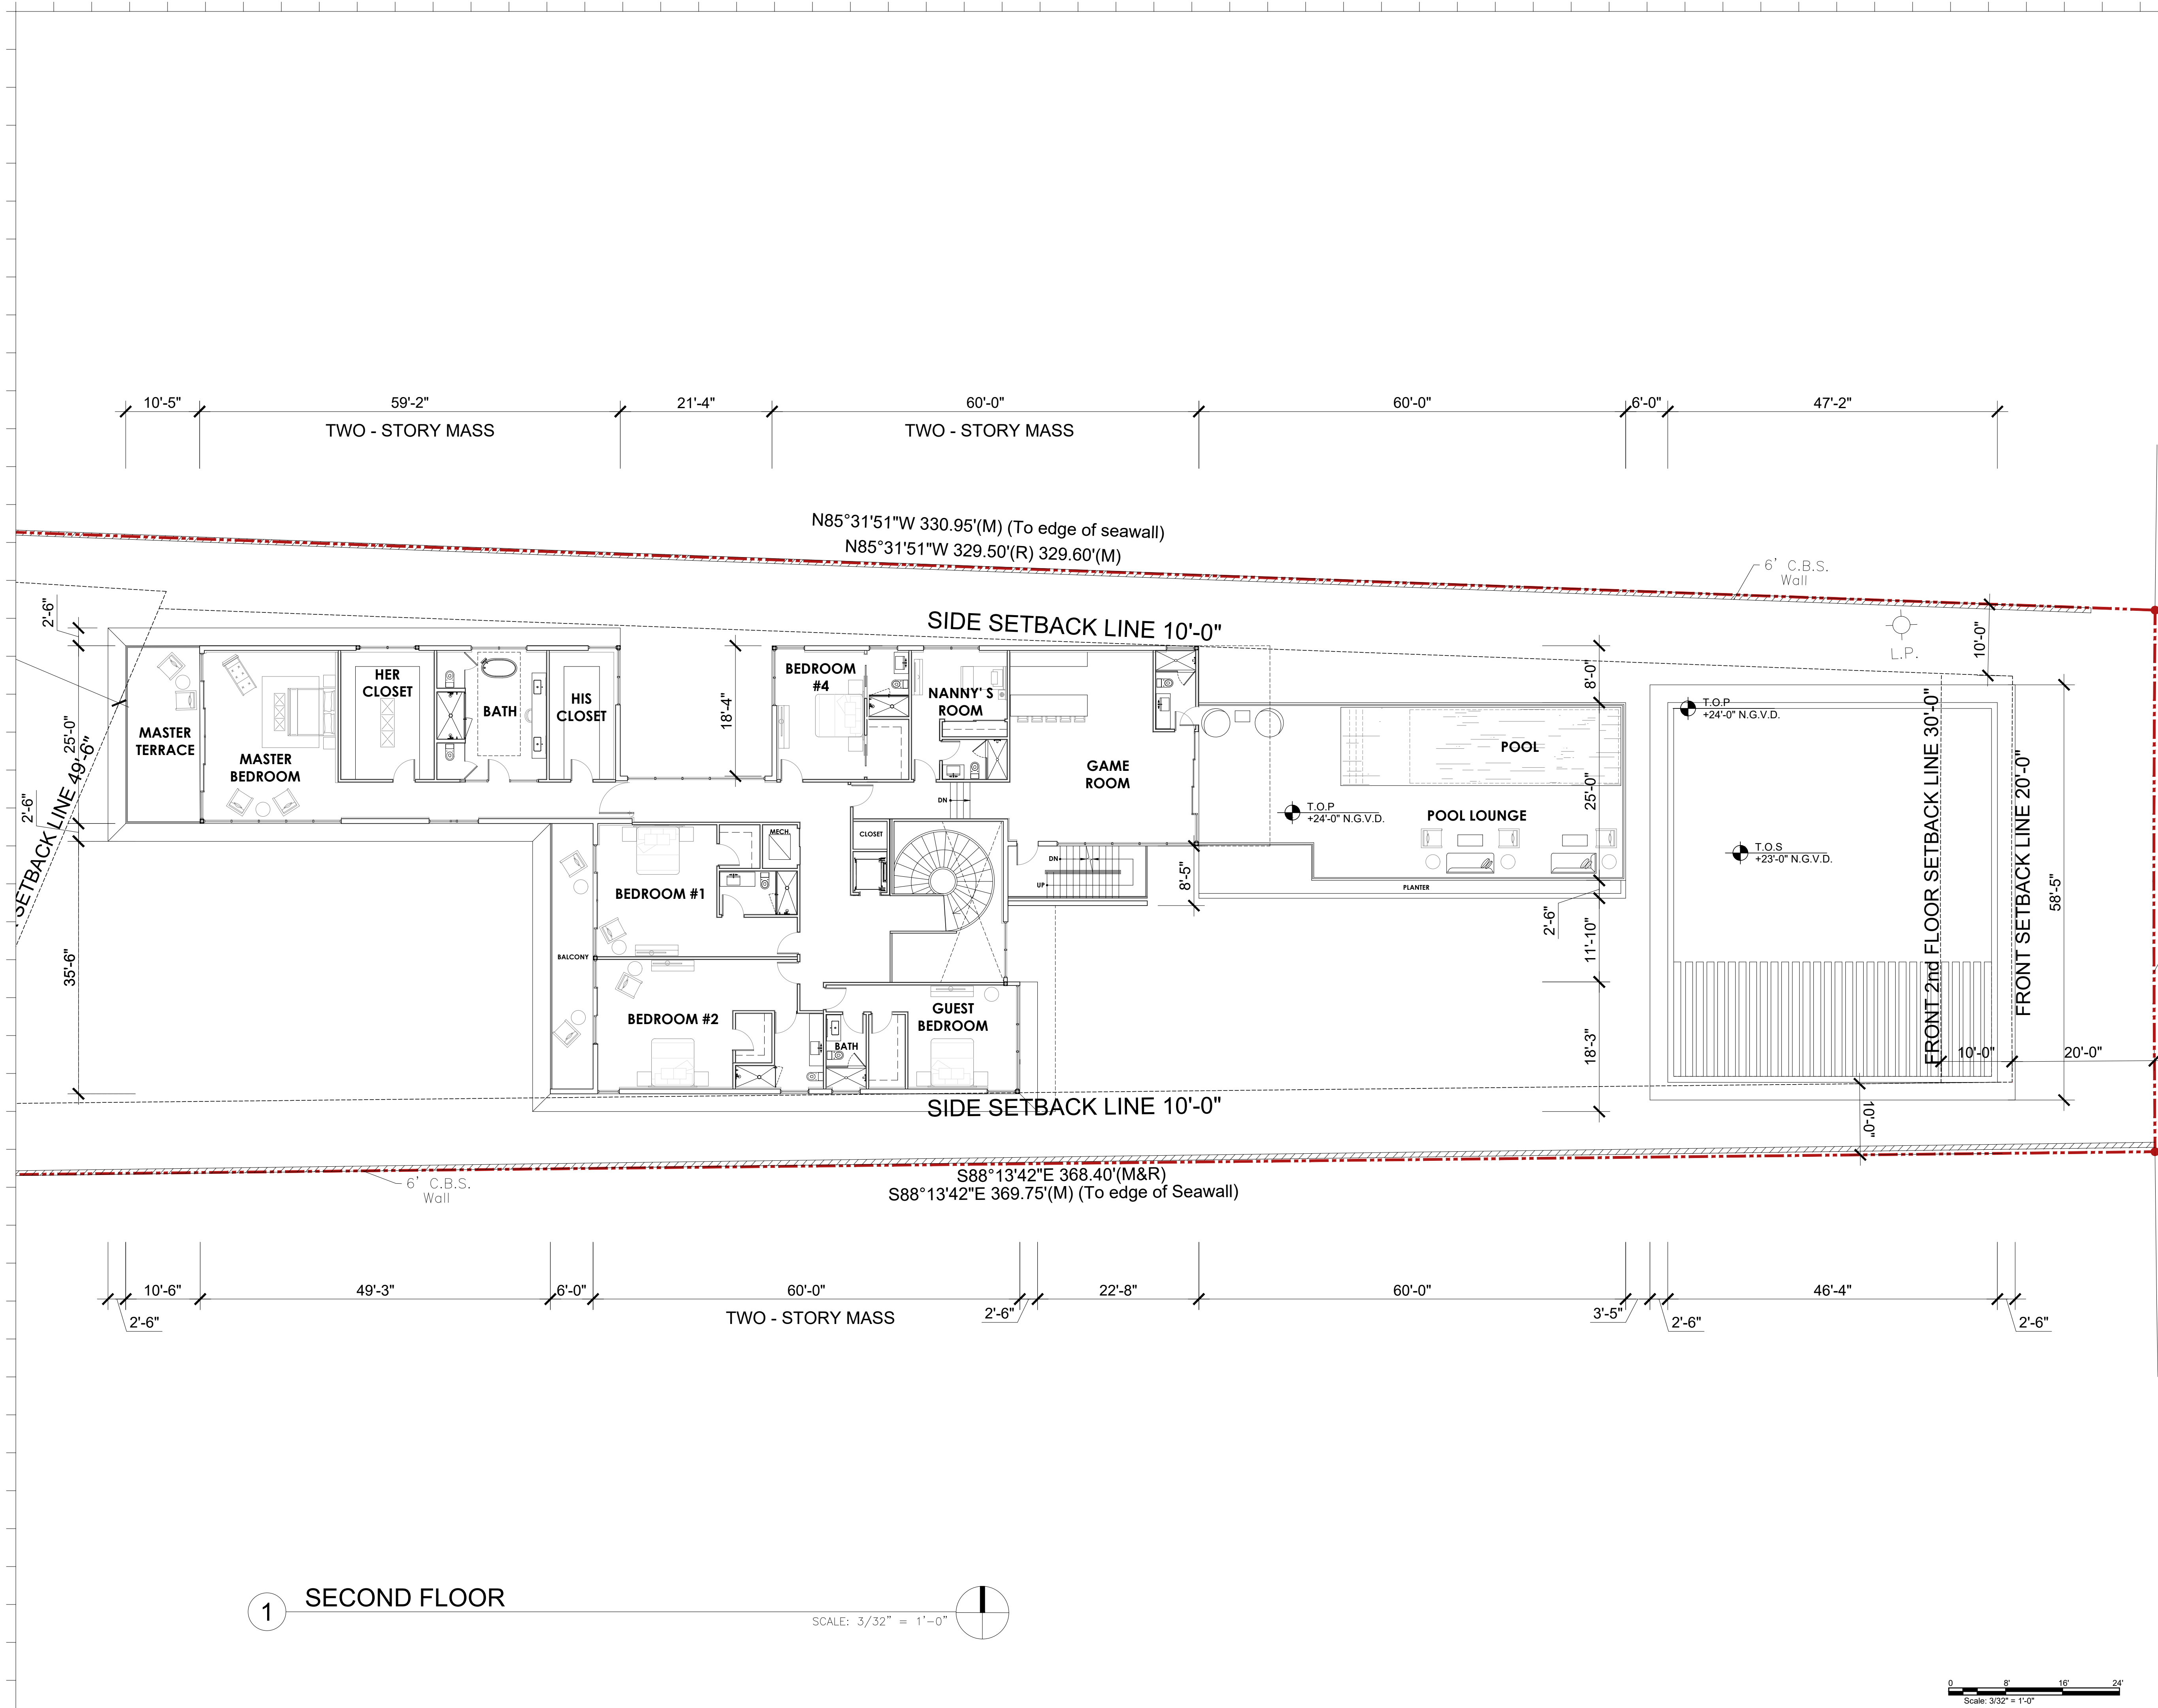 10'-5"
59'-2"
21'-4"
60'-0"
60'-0"
6'-0"
47'-2"
TWO - STORY MASS
TWO - STORY MASS
N85°31'51"W 330.95'(M) (To edge of seawall)
N85°31'51"W 329.50'(R) 329.60'(M)
6' C.B.S.
Wall
SIDE SETBACK LINE 10'-0"
L.P.
10'-0"
2'-6"
25'-0"
2'-6"
35'-6"
SETBACK LINE 49'-6"
MASTER
TERRACE
MASTER
BEDROOM
HER
CLOSET
BATH
HIS
CLOSET
18'-4"
BEDROOM
#4
NANNY' S
ROOM
DN
GAME
ROOM
8'-0"
25'-0"
POOL
POOL LOUNGE
T.O.P
+24'-0" N.G.V.D.
T.O.P
+24'-0" N.G.V.D.
T.O.S
+23'-0" N.G.V.D.
FRONT 2nd FLOOR SETBACK LINE 30'-0"
FRONT SETBACK LINE 20'-0"
58'-5"
MECH.
CLOSET
DN
UP
8'-5"
PLANTER
2'-6"
11'-10"
18'-3"
BEDROOM #1
BALCONY
BEDROOM #2
BATH
GUEST
BEDROOM
10'-0"
20'-0"
10'-0"
SIDE SETBACK LINE 10'-0"
6' C.B.S.
Wall
S88°13'42"E 368.40'(M&R)
S88°13'42"E 369.75'(M) (To edge of Seawall)
10'-6"
49'-3"
6'-0"
60'-0"
22'-8"
60'-0"
46'-4"
2'-6"
TWO - STORY MASS
2'-6"
3'-5"
2'-6"
2'-6"
1
SECOND FLOOR
SCALE: 3/32" = 1'-0"
0 8' 16' 24'
Scale: 3/32" = 1'-0"